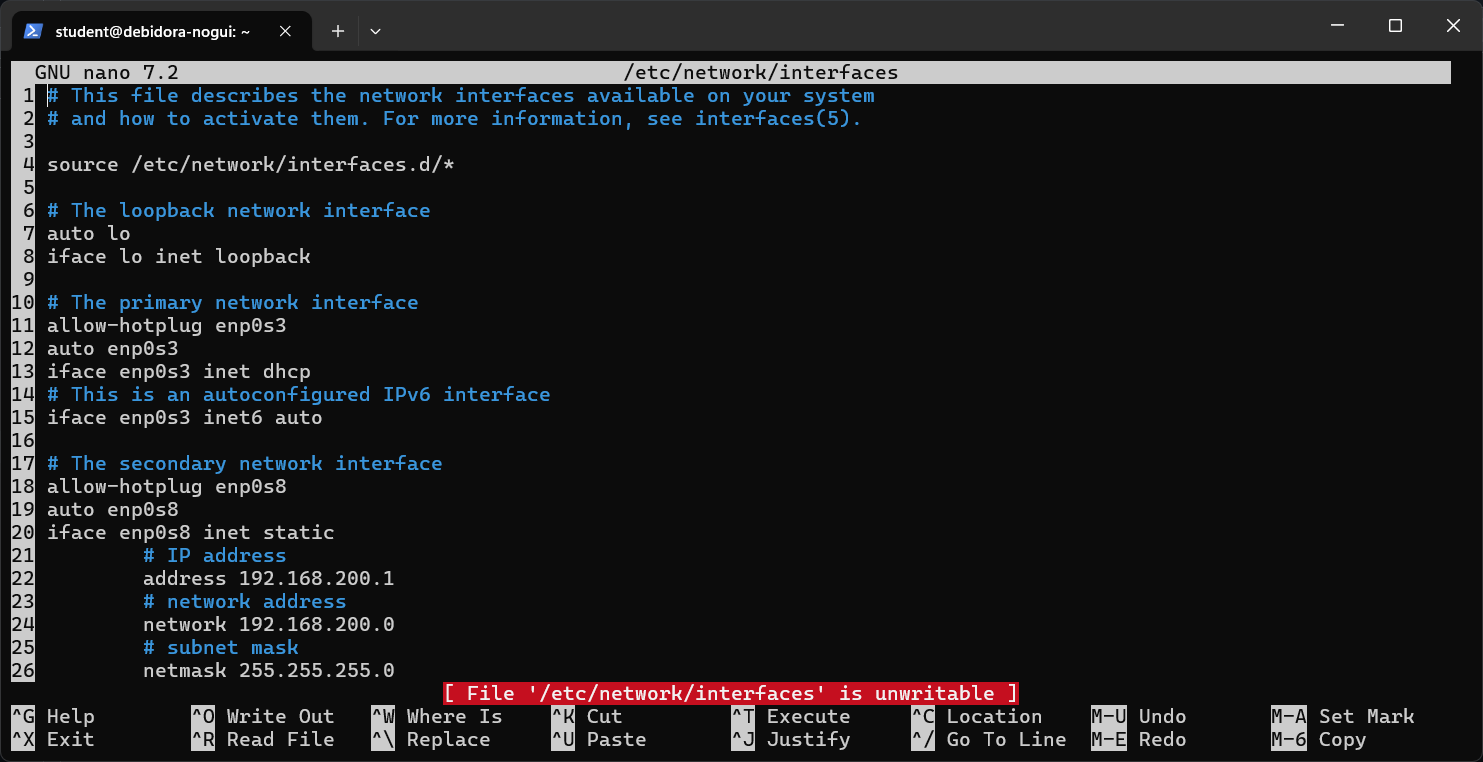 student@debidora-nogui: ~
GNU nano 7.2 /etc/network/interfaces
1 # This file describes the network interfaces available on your system
2 # and how to activate them. For more information, see interfaces(5).
3
4 source /etc/network/interfaces.d/*
5
6 # The loopback network interface
7 auto lo
8 iface lo inet loopback
9
10 # The primary network interface
11 allow-hotplug enp0s3
12 auto enp0s3
13 iface enp0s3 inet dhcp
14 # This is an autoconfigured IPv6 interface
15 iface enp0s3 inet6 auto
16
17 # The secondary network interface
18 allow-hotplug enp0s8
19 auto enp0s8
20 iface enp0s8 inet static
21 # IP address
22 address 192.168.200.1
23 # network address
24 network 192.168.200.0
25 # subnet mask
26 netmask 255.255.255.0
[ File '/etc/network/interfaces' is unwritable ]
^G Help ^O Write Out ^W Where Is ^K Cut ^T Execute ^C Location M-U Undo M-A Set Mark
^X Exit ^R Read File ^\ Replace ^U Paste ^J Justify ^/ Go To Line M-E Redo M-6 Copy